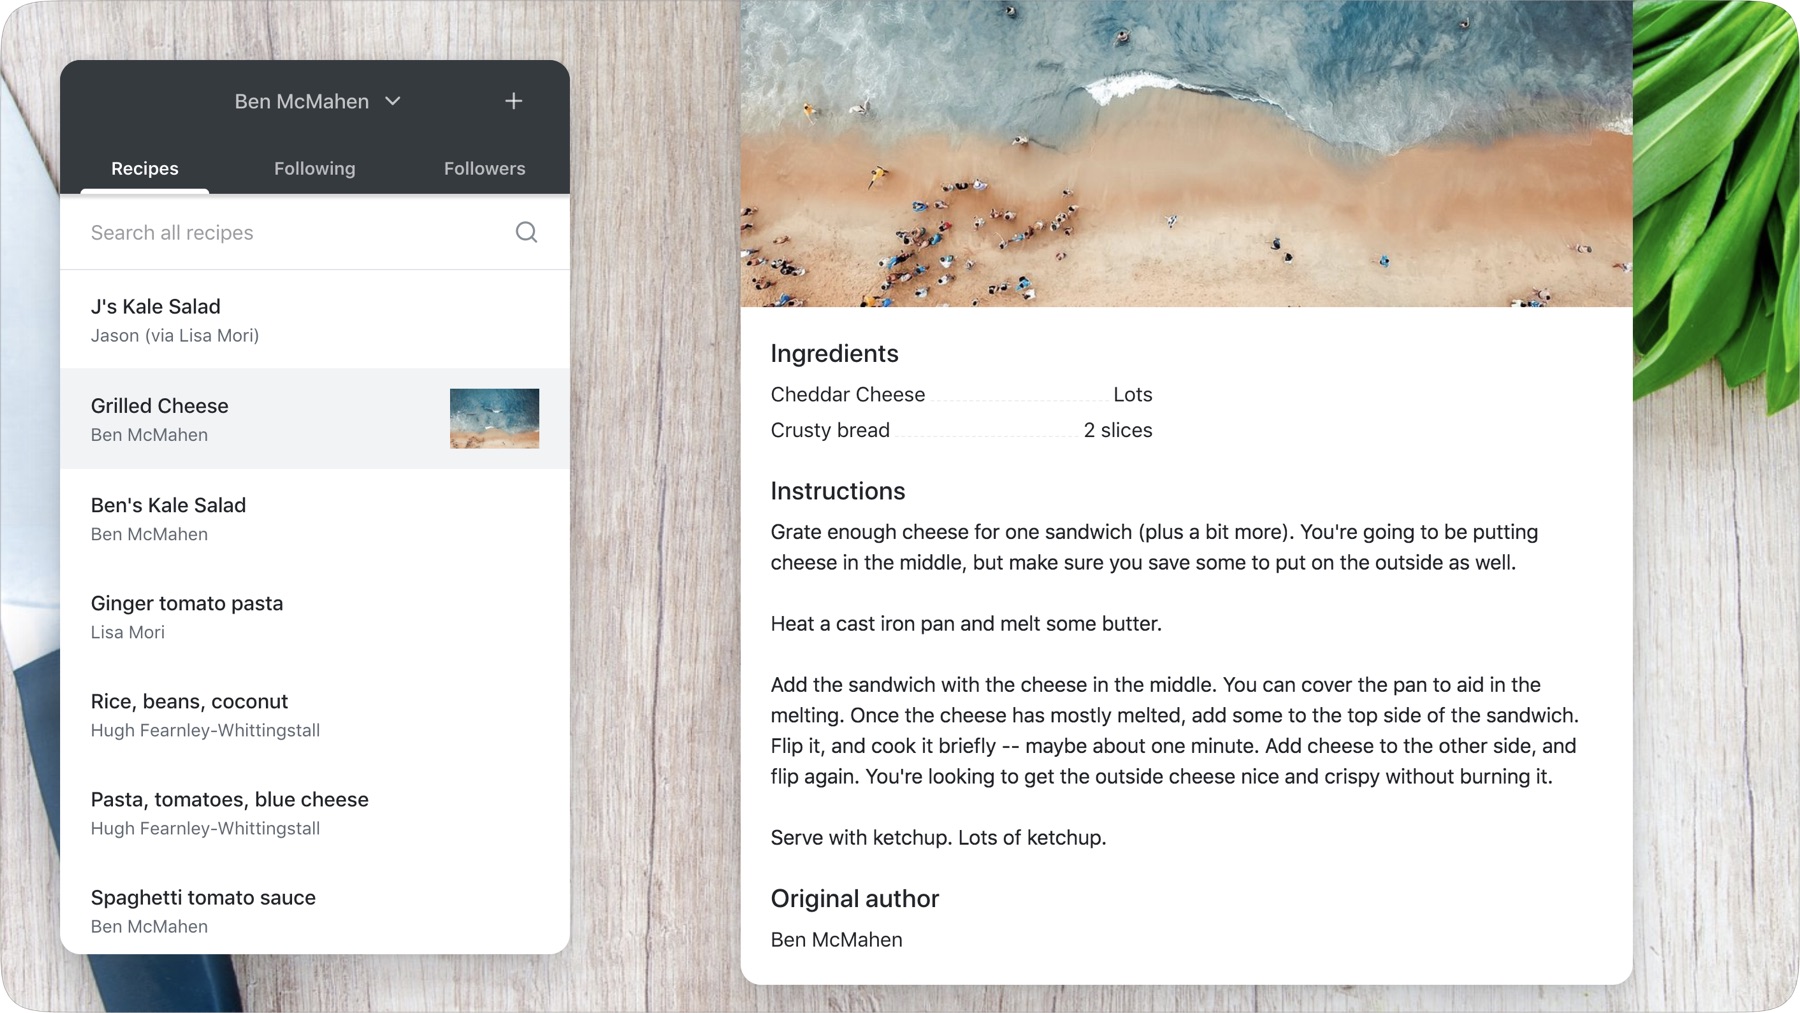 Ben McMahen
Recipes
Following
Followers
Search all recipes
J's Kale Salad
Jason (via Lisa Mori)
Grilled Cheese
Ben McMahen
Ben's Kale Salad
Ben McMahen
Ginger tomato pasta
Lisa Mori
Rice, beans, coconut
Hugh Fearnley-Whittingstall
Pasta, tomatoes, blue cheese
Hugh Fearnley-Whittingstall
Spaghetti tomato sauce
Ben McMahen
Ingredients
Cheddar Cheese Lots
Crusty bread 2 slices
Instructions
Grate enough cheese for one sandwich (plus a bit more). You're going to be putting
cheese in the middle, but make sure you save some to put on the outside as well.
Heat a cast iron pan and melt some butter.
Add the sandwich with the cheese in the middle. You can cover the pan to aid in the
melting. Once the cheese has mostly melted, add some to the top side of the sandwich.
Flip it, and cook it briefly -- maybe about one minute. Add cheese to the other side, and
flip again. You're looking to get the outside cheese nice and crispy without burning it.
Serve with ketchup. Lots of ketchup.
Original author
Ben McMahen